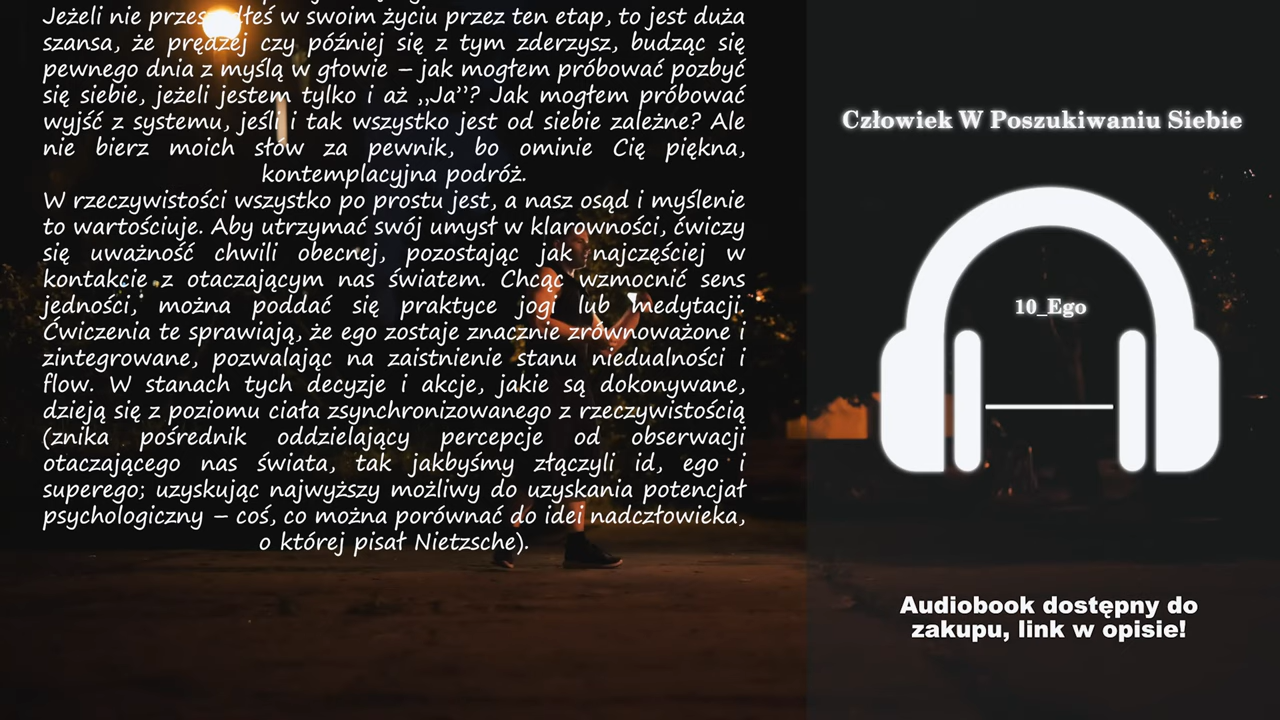 Jeżeli nie przeszedłeś w swoim życiu przez ten etap, to jest duża
szansa, że prędzej czy później się z tym zderzysz, budząc się
pewnego dnia z myślą w głowie – jak mogłem próbować pozbyć
się siebie, jeżeli jestem tylko i aż „Ja”? Jak mogłem próbować
wyjść z systemu, jeśli i tak wszystko jest od siebie zależne? Ale
nie bierz moich słów za pewnik, bo ominie Cię piękna,
kontemplacyjna podróż.
W rzeczywistości wszystko po prostu jest, a nasz osąd i myślenie
to wartościuje. Aby utrzymać swój umysł w klarowności, ćwiczy
się uważność chwili obecnej, pozostając jak najczęściej w
kontakcie z otaczającym nas światem. Chcąc wzmocnić sens
jedności, można poddać się praktyce jogi lub medytacji.
Ćwiczenia te sprawiają, że ego zostaje znacznie zrównoważone i
zintegrowane, pozwalając na zaistnienie stanu niedualności i
flow. W stanach tych decyzje i akcje, jakie są dokonywane,
dzieją się z poziomu ciała zsynchronizowanego z rzeczywistością
(znika pośrednik oddzielający percepcje od obserwacji
otaczającego nas świata, tak jakbyśmy złączyli id, ego i
superego; uzyskując najwyższy możliwy do uzyskania potencjał
psychologiczny – coś, co można porównać do idei nadczłowieka,
o której pisał Nietzsche).
Człowiek W Poszukiwaniu Siebie
10_Ego
Audiobook dostępny do
zakupu, link w opisie!